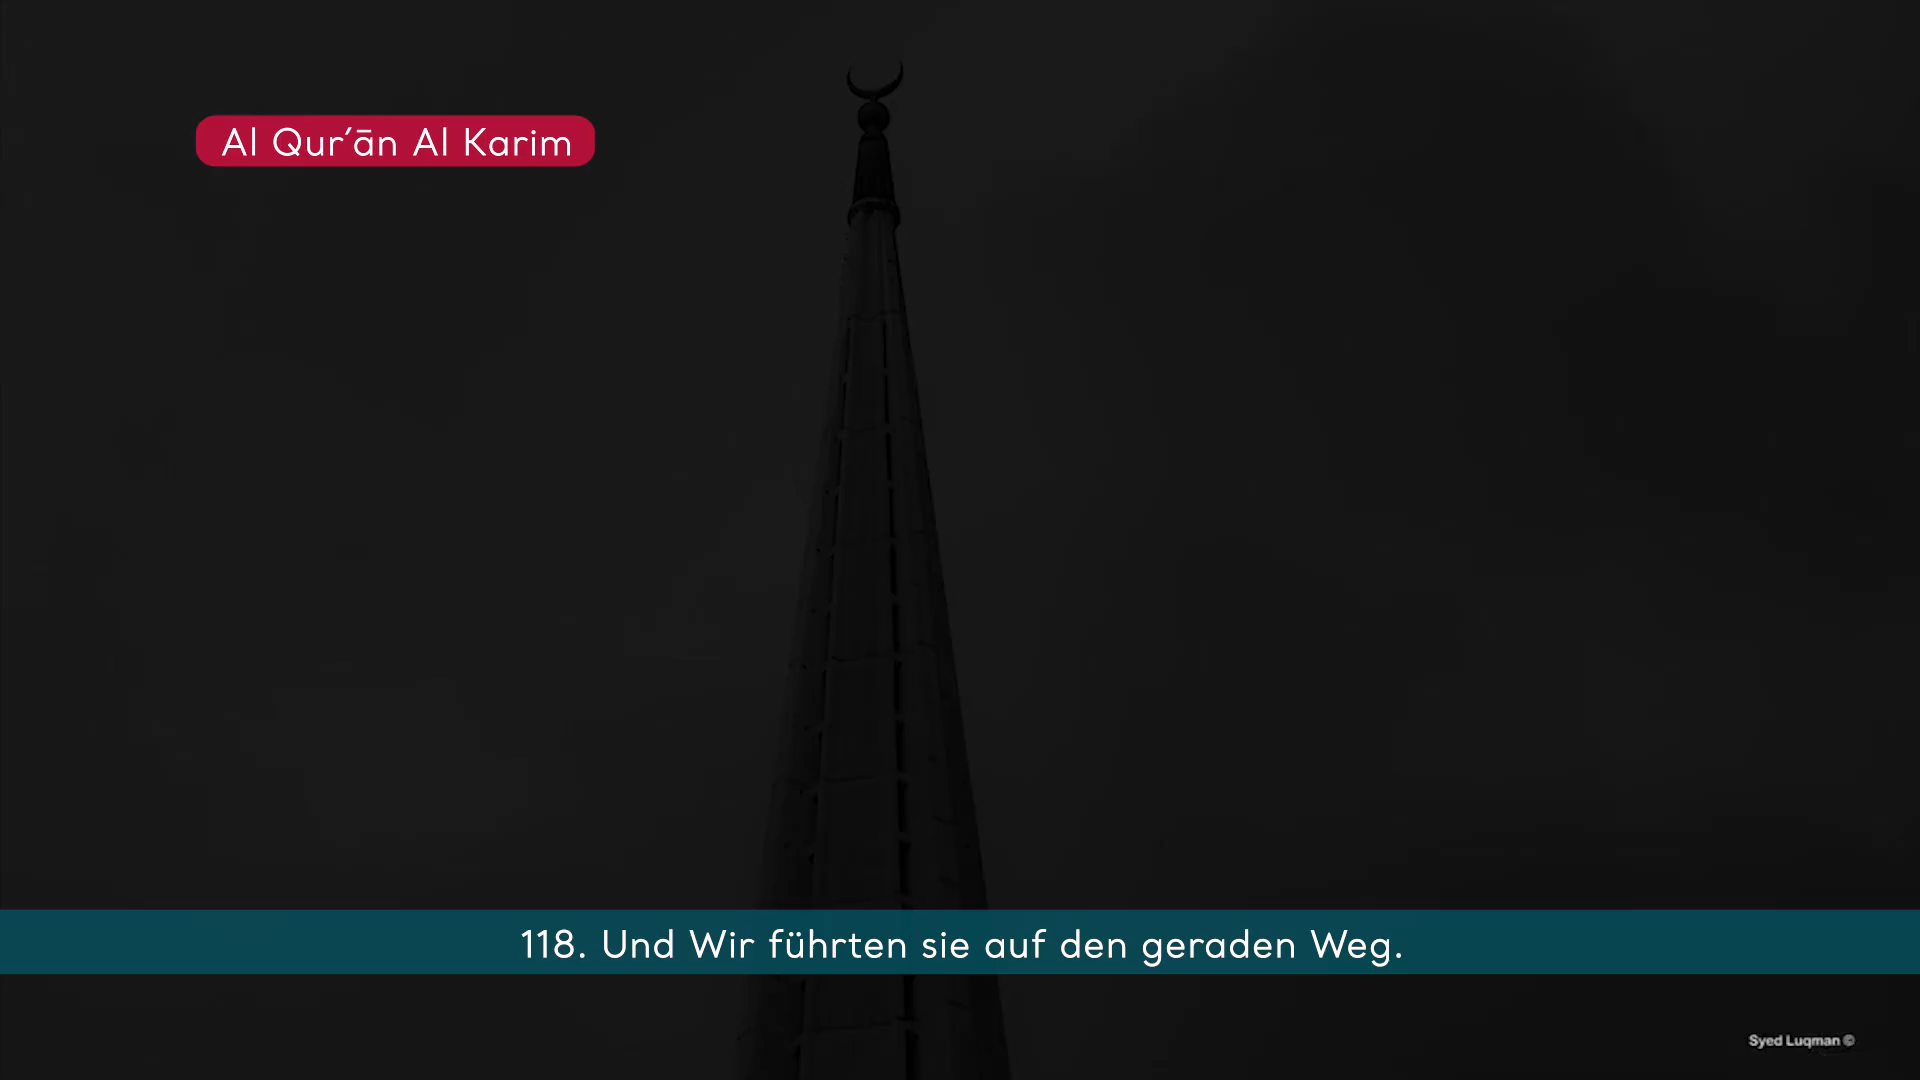 Al Qur’ān Al Karim
118. Und Wir führten sie auf den geraden Weg.
Syed Luqman ©